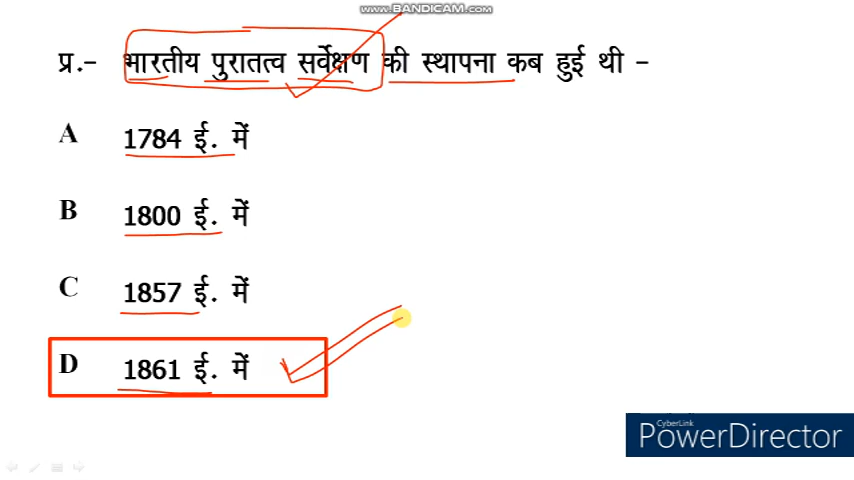 www.BANDICAM.com
प्र.- भारतीय पुरातत्व सर्वेक्षण की स्थापना कब हुई थी -
A 1784 ई. में
B 1800 ई. में
C 1857 ई. में
D 1861 ई. में
CyberLink
PowerDirector